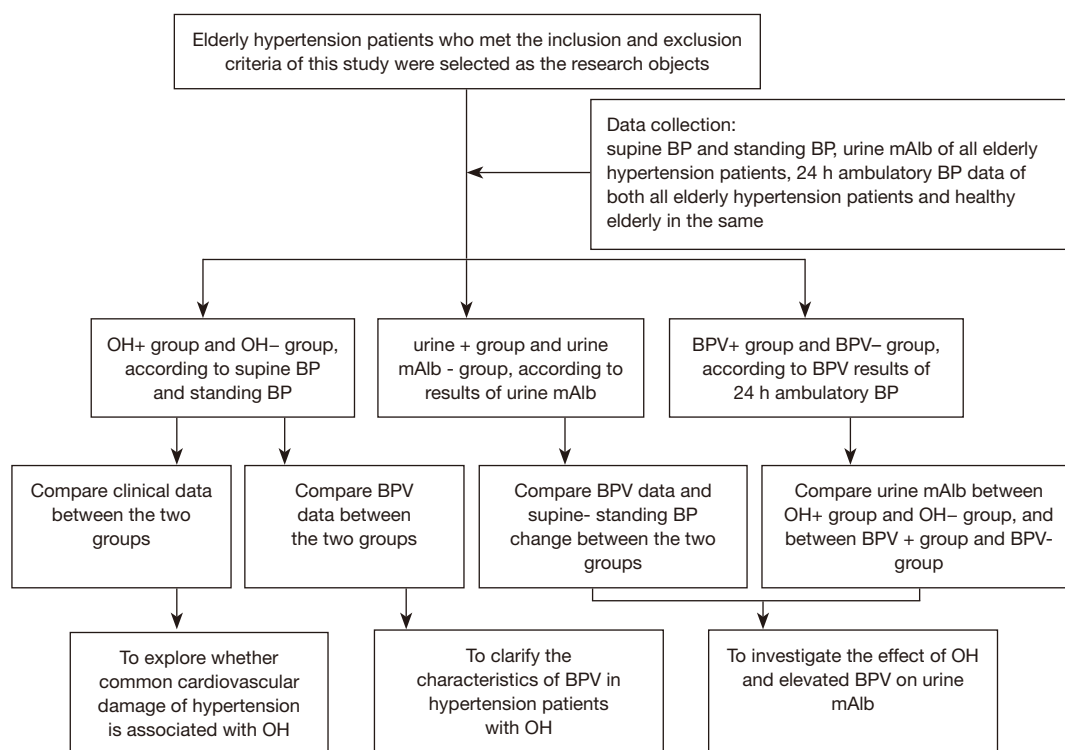 Elderly hypertension patients who met the inclusion and exclusion
criteria of this study were selected as the research objects
Data collection:
supine BP and standing BP, urine mAlb of all elderly
hypertension patients, 24 h ambulatory BP data of
both all elderly hypertension patients and healthy
elderly in the same
OH+ group and OH− group,
according to supine BP
and standing BP
urine + group and urine
mAlb - group, according to
results of urine mAlb
BPV+ group and BPV− group,
according to BPV results of
24 h ambulatory BP
Compare clinical data
between the two
groups
Compare BPV
data between
the two groups
Compare BPV data and
supine- standing BP
change between the two
groups
Compare urine mAlb between
OH+ group and OH− group, and
between BPV + group and BPV-
group
To explore whether
common cardiovascular
damage of hypertension
is associated with OH
To clarify the
characteristics of BPV in
hypertension patients
with OH
To investigate the effect of OH
and elevated BPV on urine
mAlb